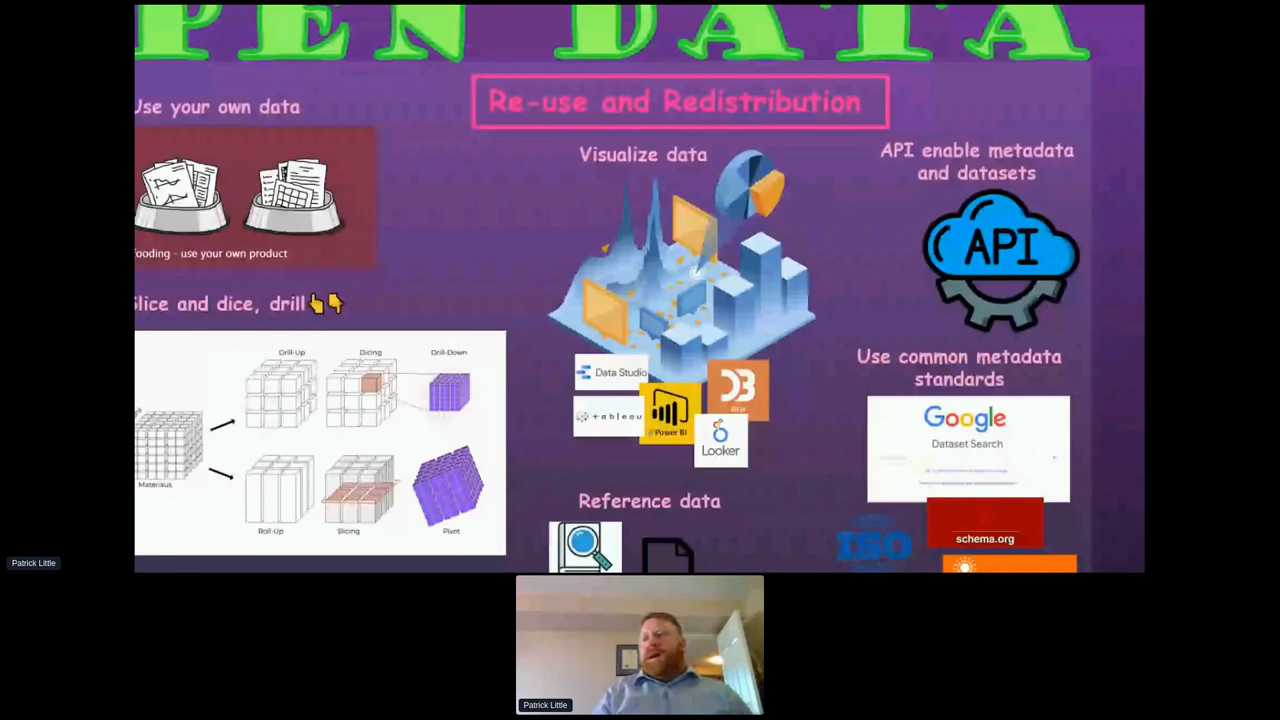 PEN DATA
Re-use and Redistribution
Use your own data
fooding - use your own product
Slice and dice, drill👆👇
Drill-Up
Dicing
Drill-Down
Materiaus
Roll-Up
Slicing
Pivot
Visualize data
Data Studio
+ableau
Power BI
D3
Looker
Reference data
API enable metadata
and datasets
API
Use common metadata
standards
Google
Dataset Search
ISO
schema.org
Patrick Little
Patrick Little